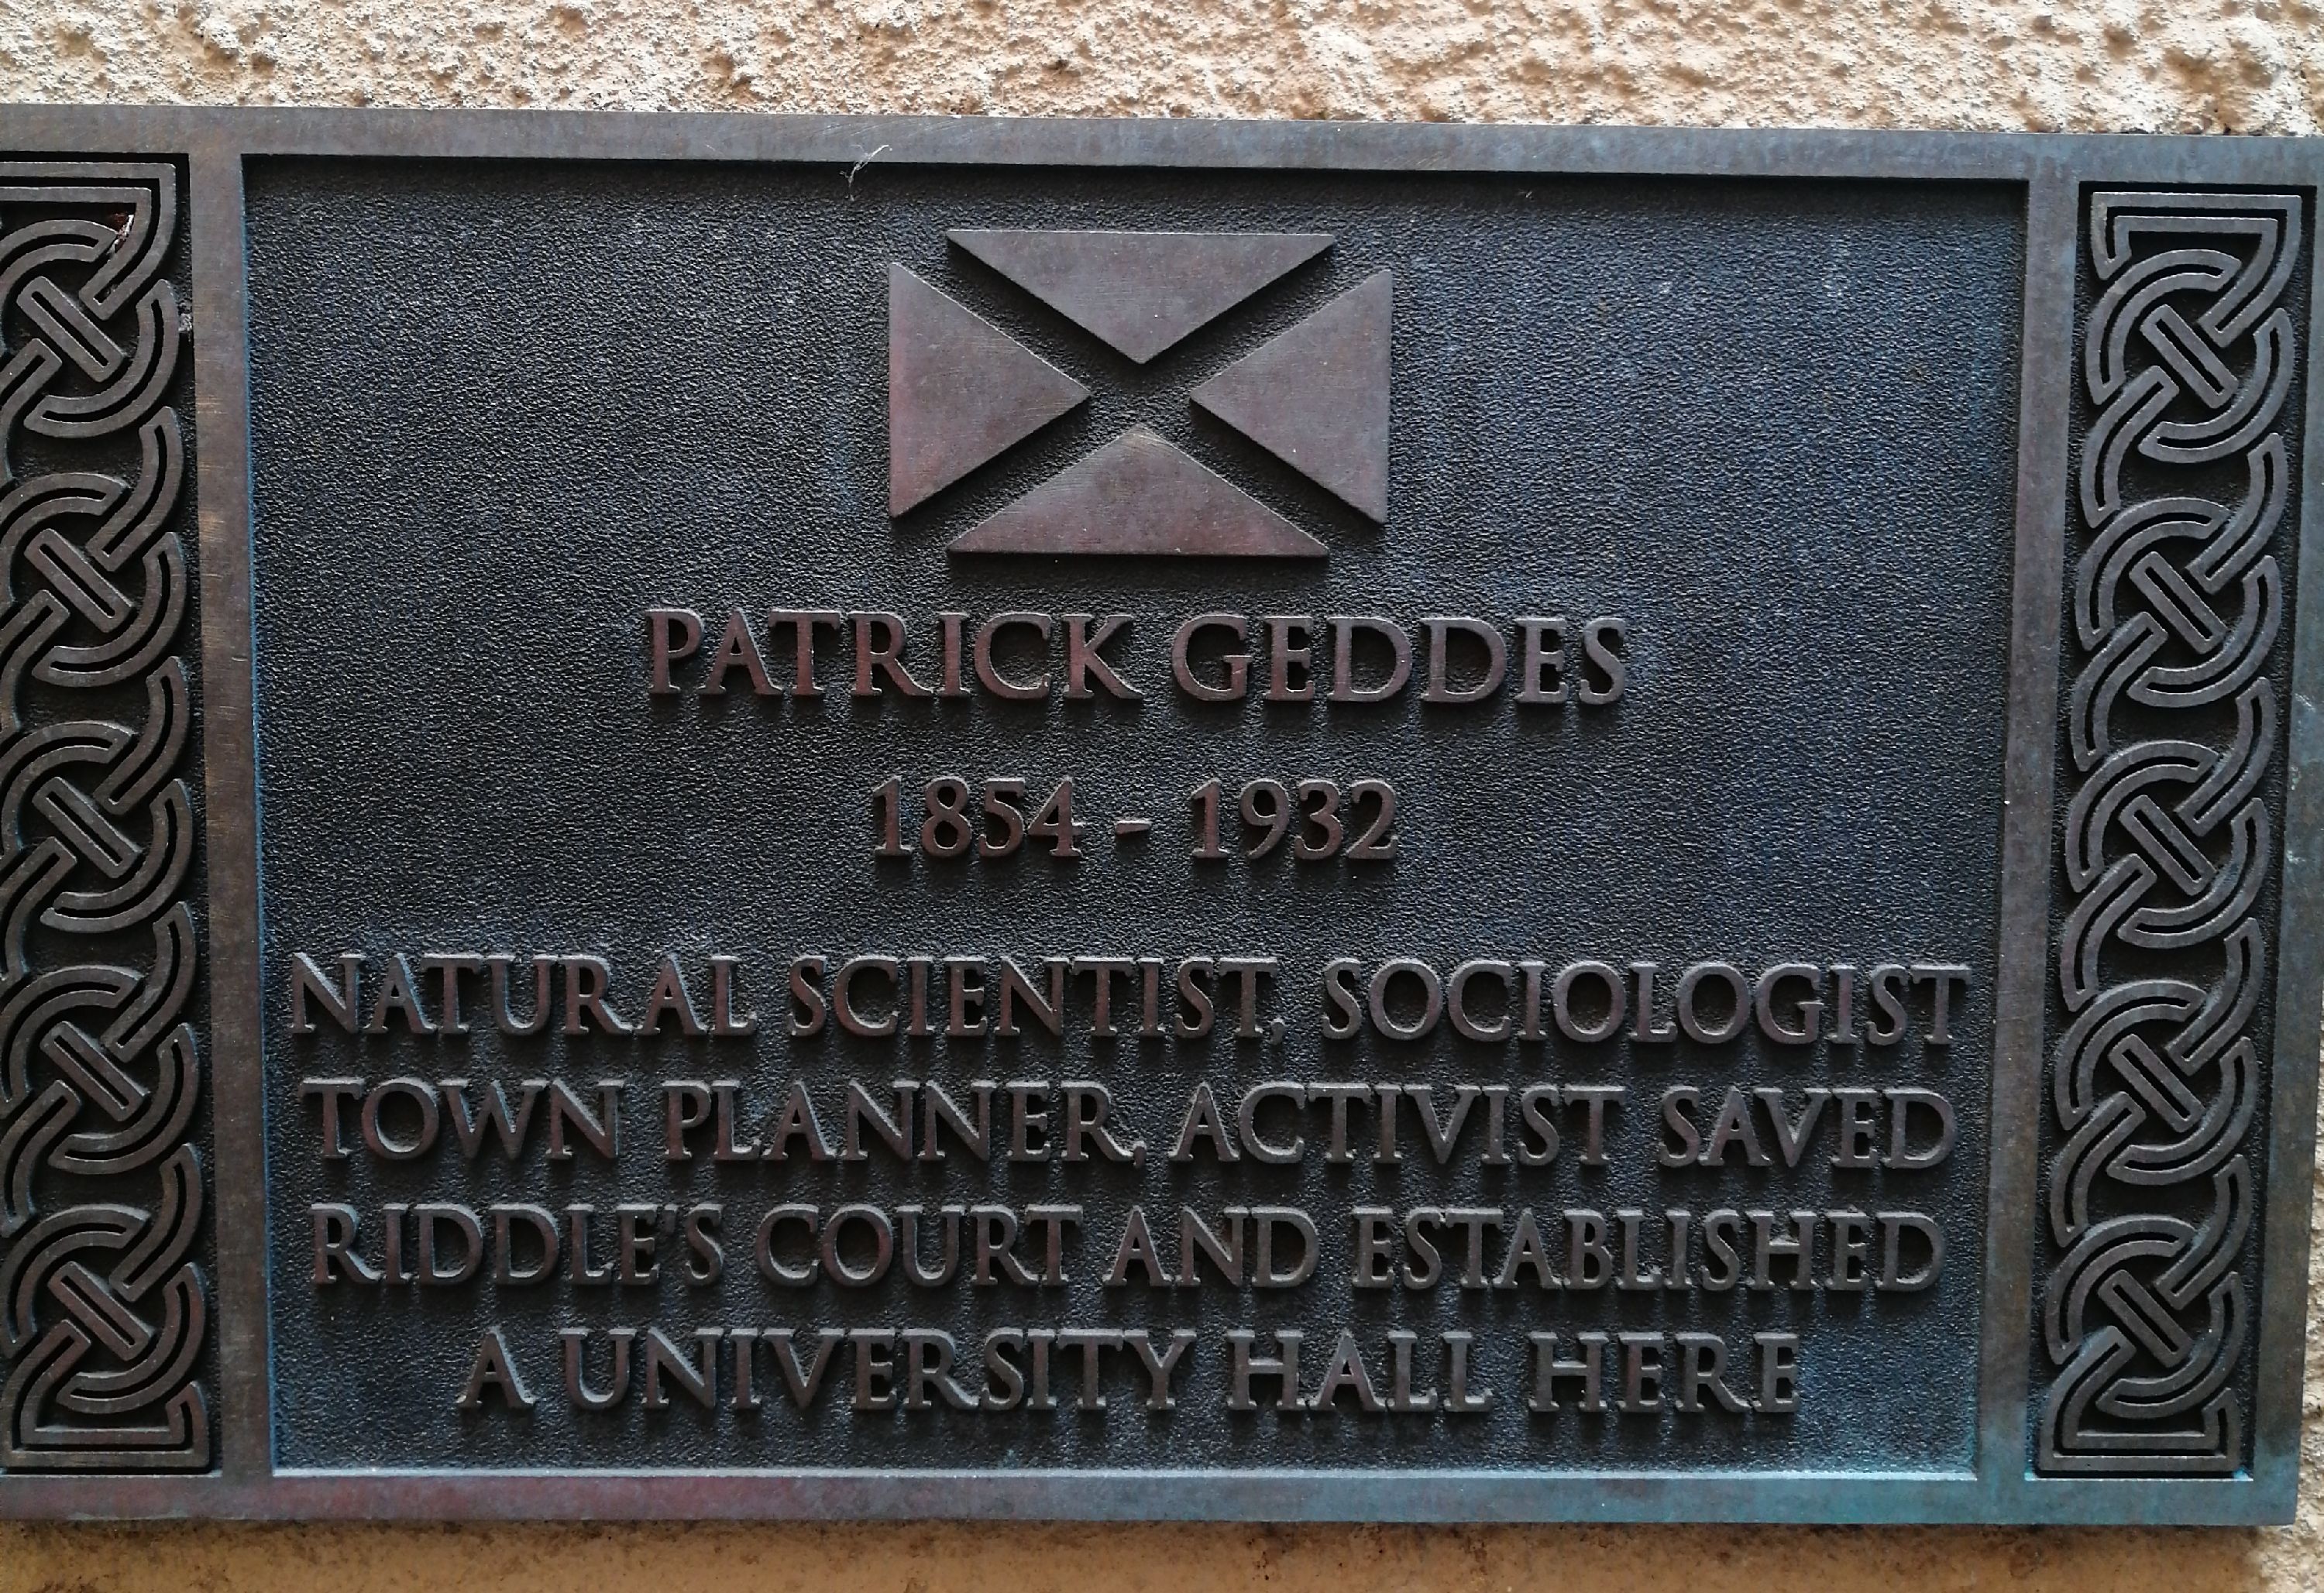 PATRICK GEDDES
1854 - 1932
NATURAL SCIENTIST, SOCIOLOGIST
TOWN PLANNER, ACTIVIST SAVED
RIDDLE'S COURT AND ESTABLISHED
A UNIVERSITY HALL HERE